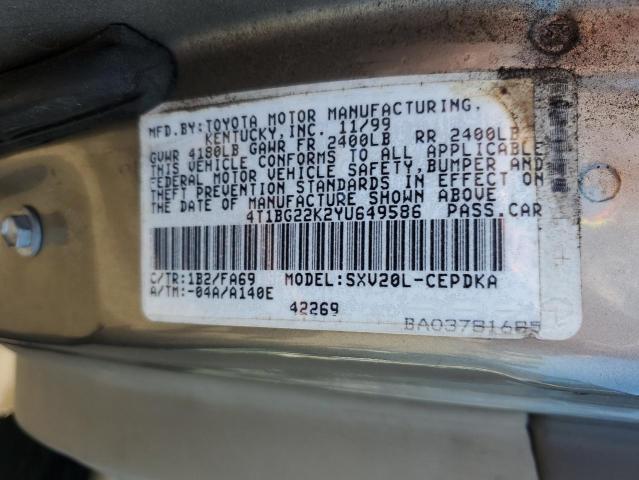 MFD.BY:TOYOTA MOTOR MANUFACTURING.
KENTUCKY,INC. 11/99
GVWR 4180LB GAWR FR 2400LB RR 2400LB
THIS VEHICLE CONFORMS TO ALL APPLICABLE
FEDERAL MOTOR VEHICLE SAFETY,BUMPER AND
THEFT PREVENTION STANDARDS IN EFFECT ON
THE DATE OF MANUFACTURE SHOWN ABOVE.
4T1BG22K2YU649586 PASS.CAR
C/TR:1B2/FA69 MODEL:SXV20L-CEPDKA
A/TM:-04A/A140E
42269